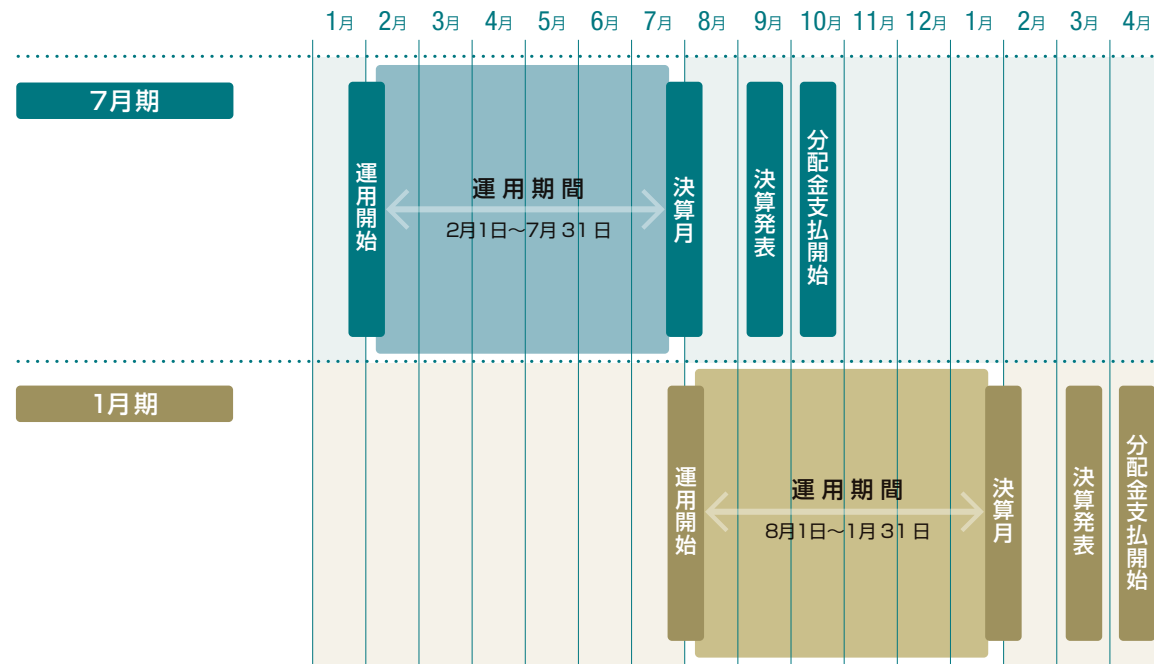 1月 2月 3月 4月 5月 6月 7月 8月 9月 10月 11月 12月 1月 2月 3月 4月
7月期
運用開始
運用期間
2月1日〜7月31日
決算月
決算発表
分配金支払開始
1月期
運用開始
運用期間
8月1日〜1月31日
決算月
決算発表
分配金支払開始